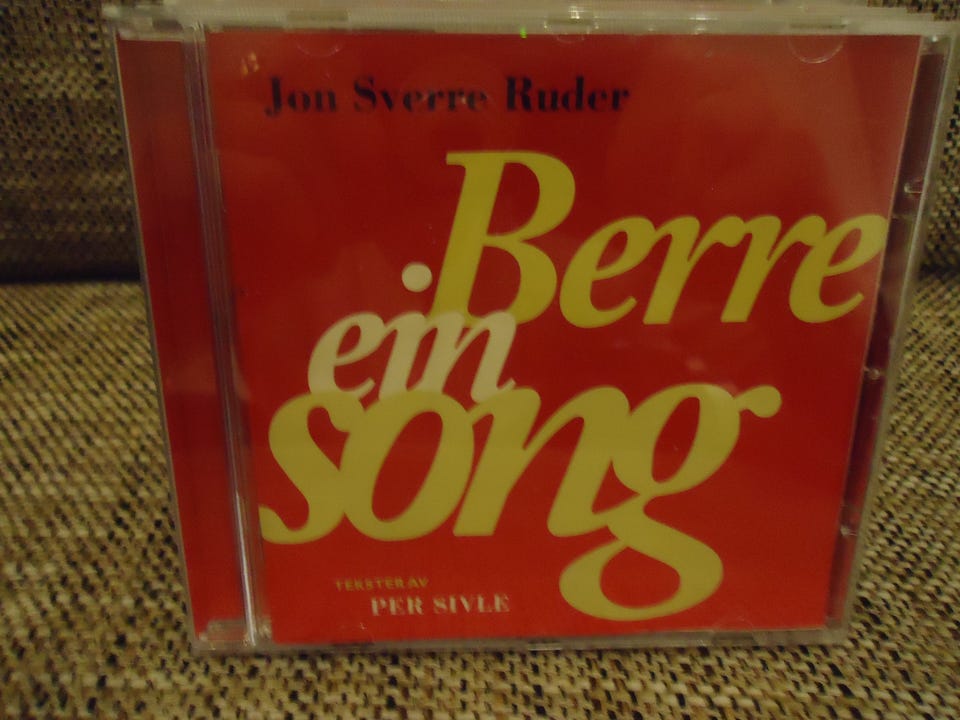 Jon Sverre Ruder
Berre
ein
song
TEKSTER AV
PER SIVLE